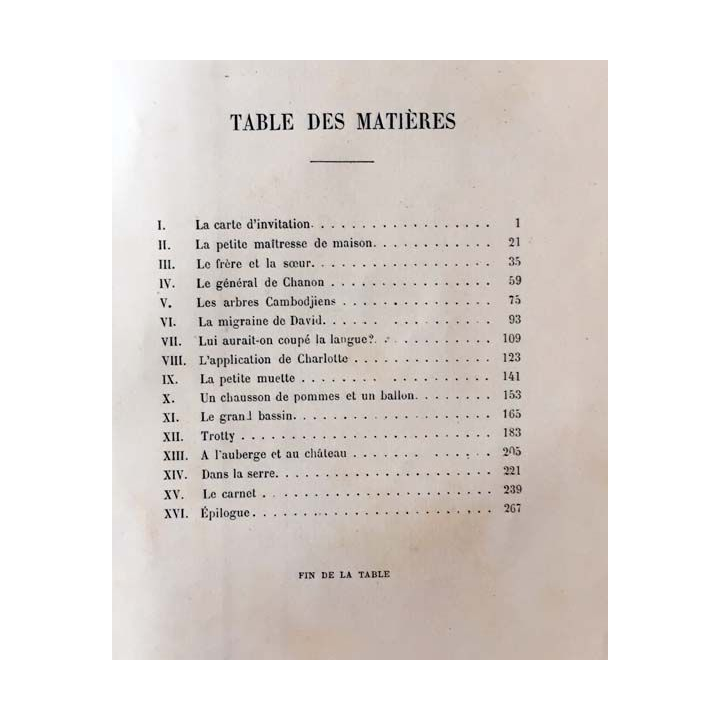 TABLE DES MATIÈRES
I. La carte d'invitation. . . . . . . . . . . . . . . . . . 1
II. La petite maîtresse de maison. . . . . . . . . . . . . 21
III. Le frère et la sœur. . . . . . . . . . . . . . . . . . 35
IV. Le général de Chanon . . . . . . . . . . . . . . . . . 59
V. Les arbres Cambodjiens . . . . . . . . . . . . . . . . 75
VI. La migraine de David. . . . . . . . . . . . . . . . . 93
VII. Lui aurait-on coupé la langue?. . . . . . . . . . . . 109
VIII. L'application de Charlotte . . . . . . . . . . . . . . 123
IX. La petite muette . . . . . . . . . . . . . . . . . . . 141
X. Un chausson de pommes et un ballon. . . . . . . . . . 153
XI. Le grand bassin. . . . . . . . . . . . . . . . . . . . 165
XII. Trotty . . . . . . . . . . . . . . . . . . . . . . . . 183
XIII. A l'auberge et au château . . . . . . . . . . . . . . 205
XIV. Dans la serre. . . . . . . . . . . . . . . . . . . . . 221
XV. Le carnet . . . . . . . . . . . . . . . . . . . . . . 239
XVI. Épilogue. . . . . . . . . . . . . . . . . . . . . . . 267
FIN DE LA TABLE